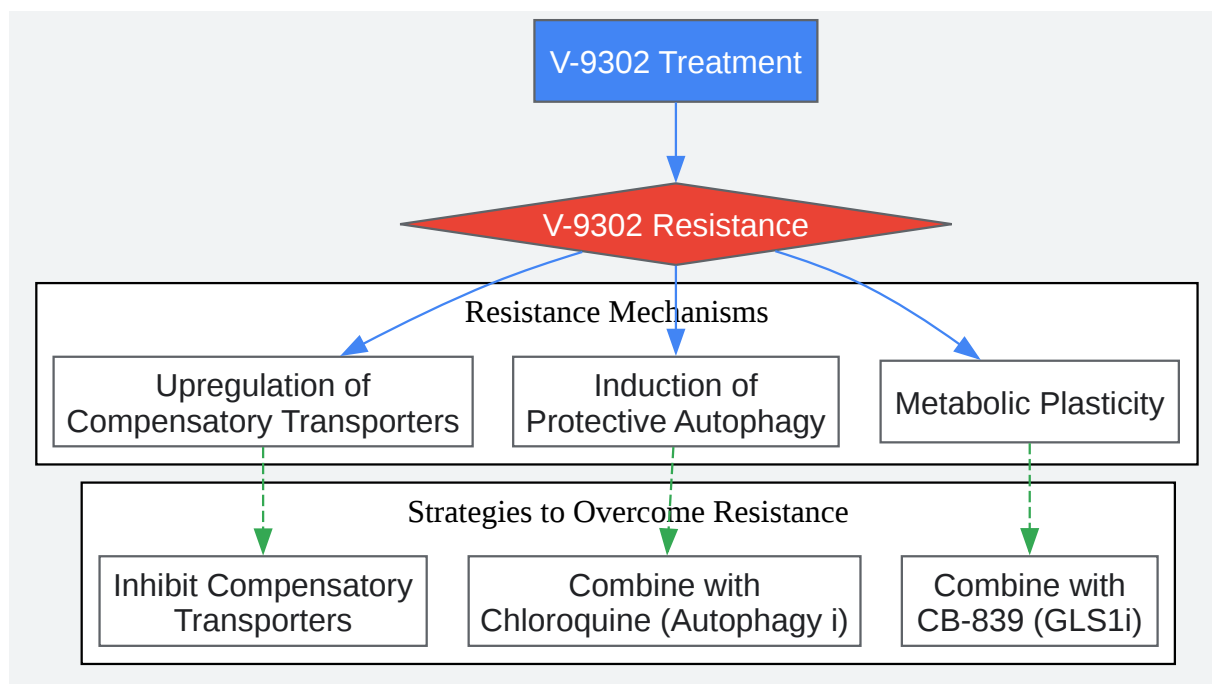 V-9302 Treatment
V-9302 Resistance
Resistance Mechanisms
Upregulation of
Compensatory Transporters
Induction of
Protective Autophagy
Metabolic Plasticity
Strategies to Overcome Resistance
Inhibit Compensatory
Transporters
Combine with
Chloroquine (Autophagy i)
Combine with
CB-839 (GLS1i)